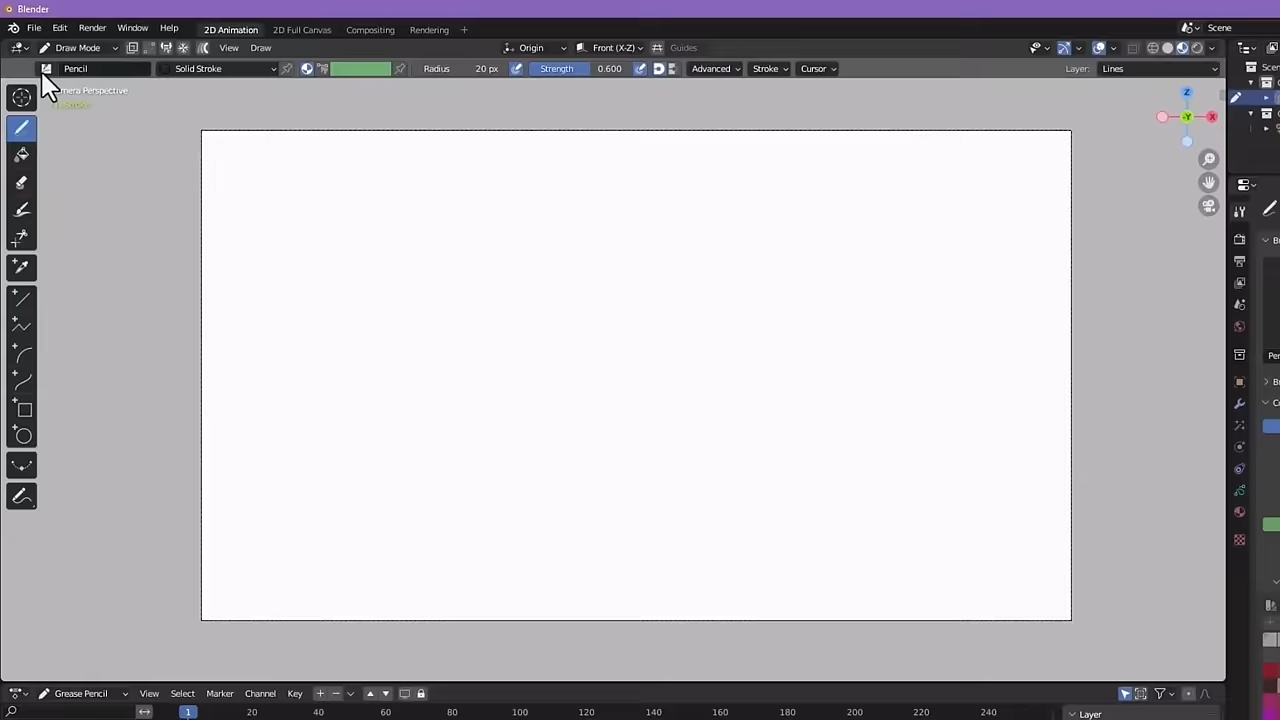 Blender
File Edit Render Window Help 2D Animation 2D Full Canvas Compositing Rendering + Scene
Draw Mode View Draw Origin Front (X-Z) Guides
Pencil Solid Stroke Radius 20 px Strength 0.600 Advanced Stroke Cursor Layer: Lines
Perspective
Z
-Y X
Grease Pencil View Select Marker Channel Key
1 20 40 60 80 100 120 140 160 180 200 220 240 Layer